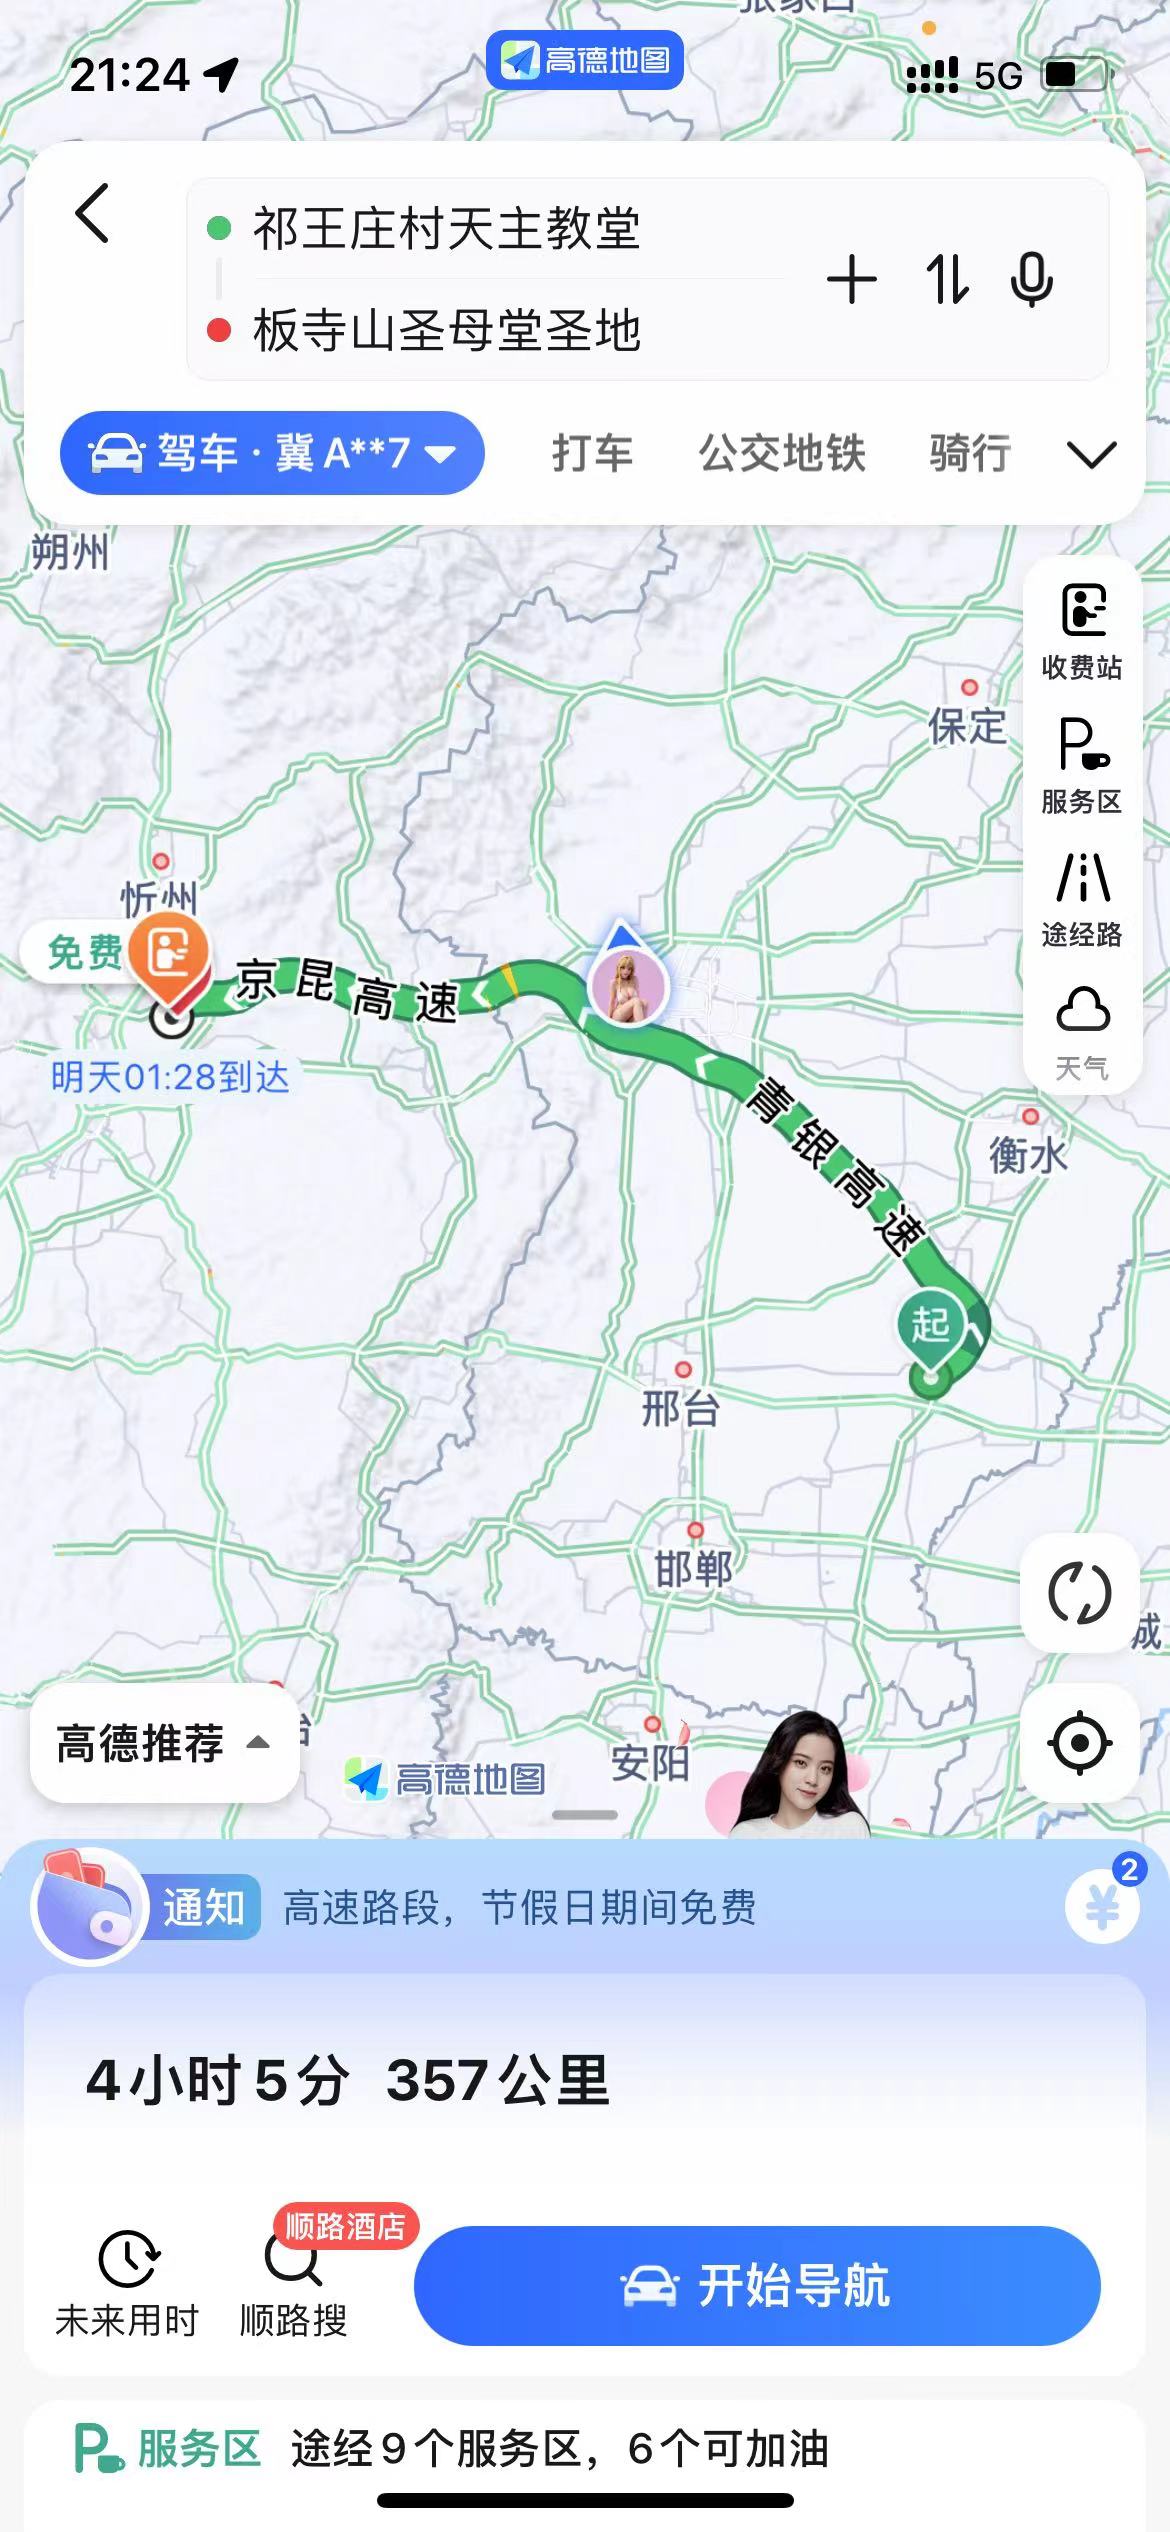 21:24
高德地图
5G
祁王庄村天主教堂
板寺山圣母堂圣地
驾车·冀A**7
打车
公交地铁
骑行
朔州
收费站
保定
服务区
忻州
途经路
免费
京昆高速
天气
明天01:28到达
青银高速
衡水
起
邢台
邯郸
高德推荐
高德地图
安阳
通知
高速路段，节假日期间免费
¥
2
4小时5分 357公里
顺路酒店
未来用时
顺路搜
开始导航
服务区 途经9个服务区，6个可加油